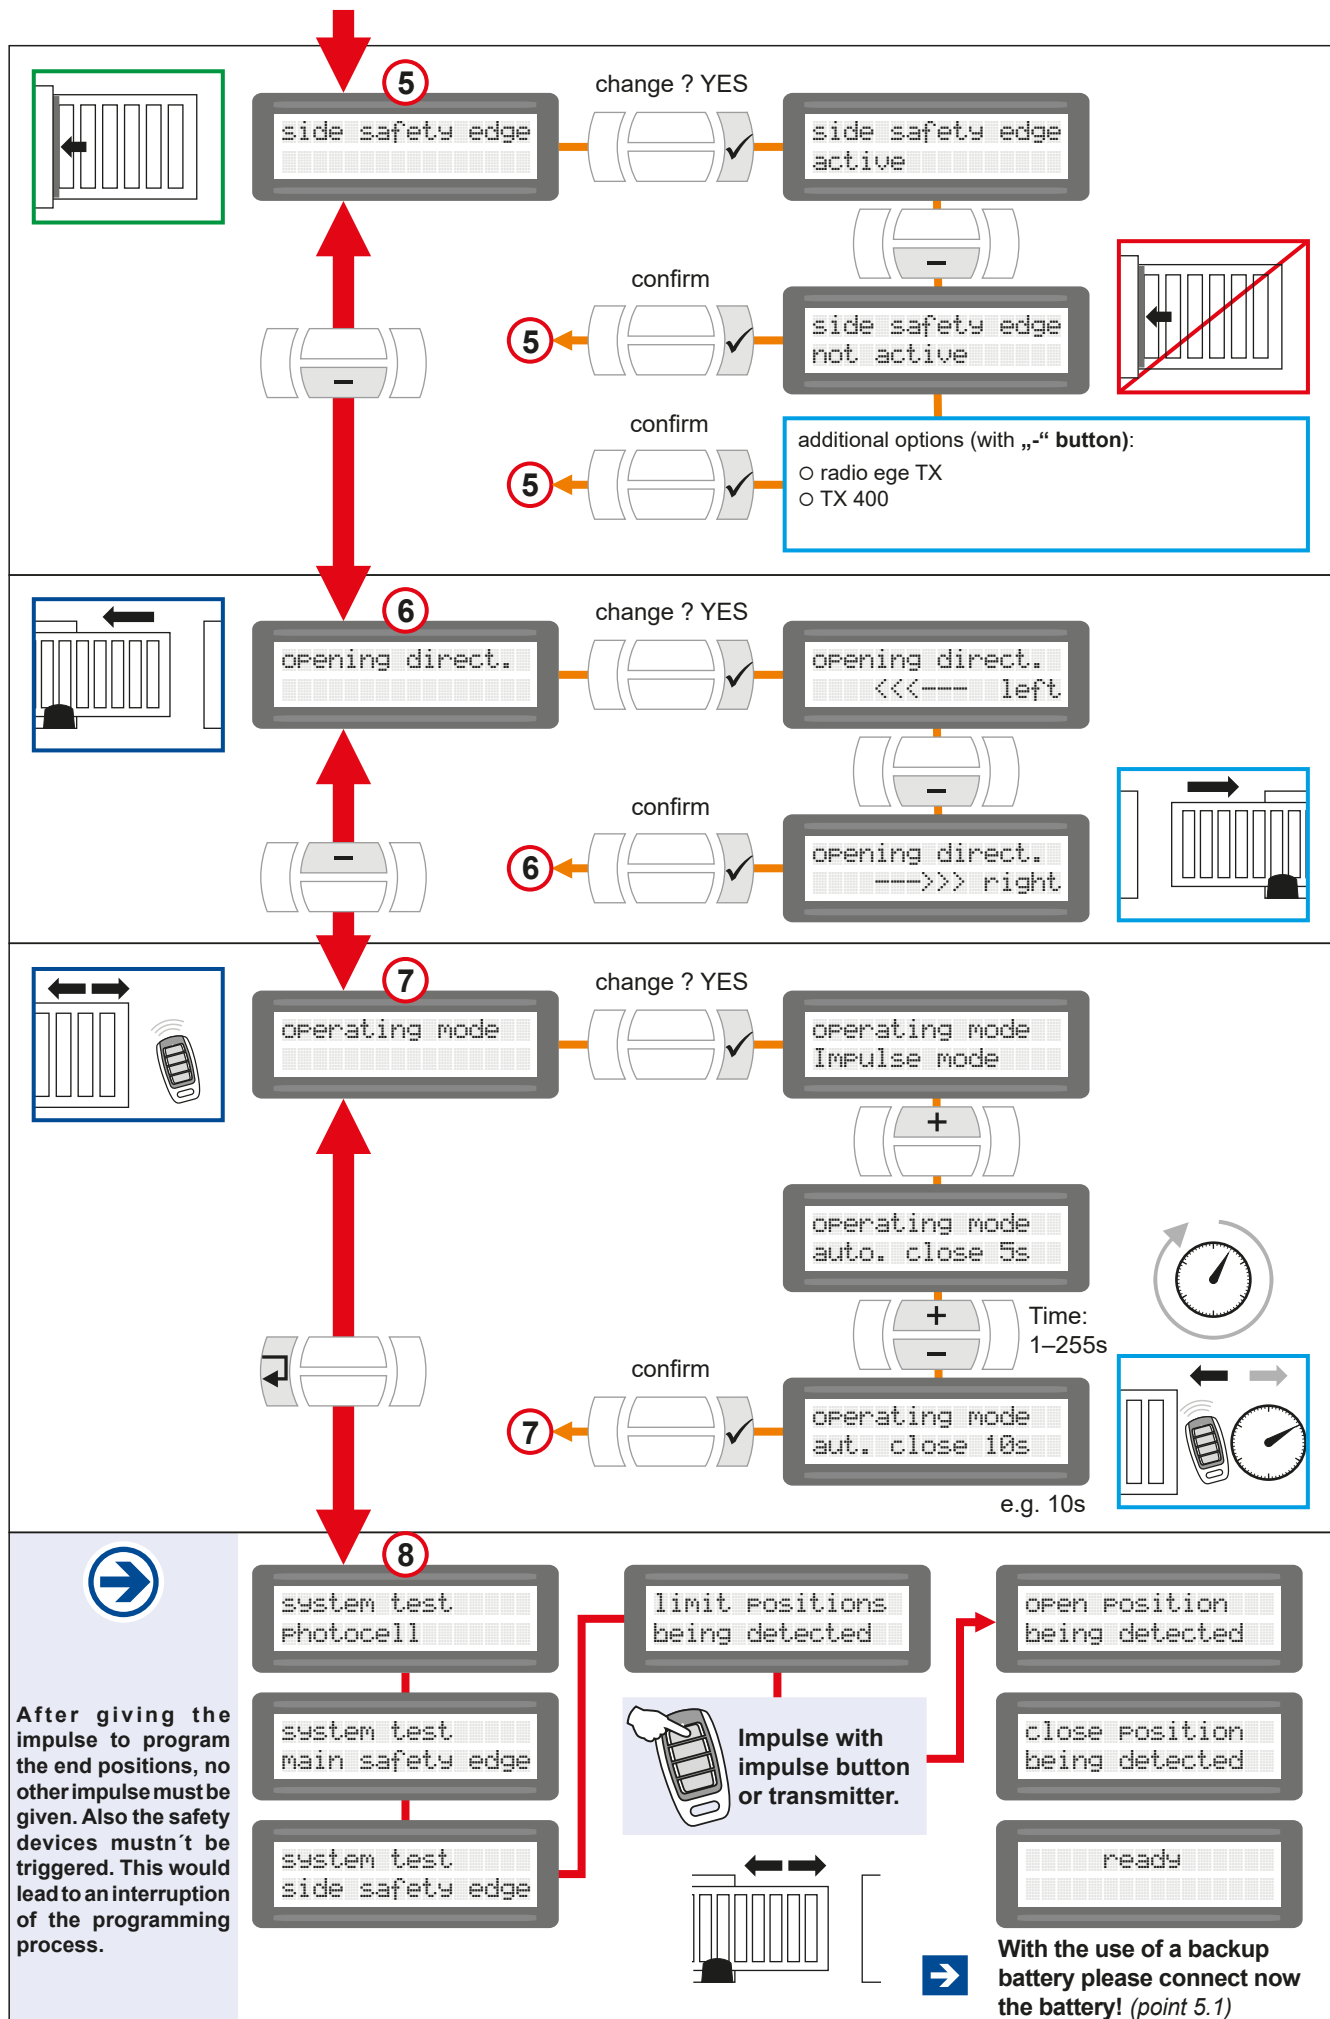 5
change ? YES
side safety edge
side safety edge
active
−
confirm
5
side safety edge
not active
−
confirm
5
additional options (with „-“ button):
radio ege TX
TX 400
6
change ? YES
opening direct.
opening direct.
<<<--- left
−
−
confirm
6
opening direct.
--->>> right
7
change ? YES
operating mode
operating mode
Impulse mode
+
operating mode
auto. close 5s
+
−
Time:
1–255s
confirm
7
operating mode
aut. close 10s
e.g. 10s
8
system test
photocell
system test
main safety edge
system test
side safety edge
limit positions
being detected
Impulse with
impulse button
or transmitter.
open position
being detected
close position
being detected
ready
After giving the
impulse to program
the end positions, no
other impulse must be
given. Also the safety
devices mustn´t be
triggered. This would
lead to an interruption
of the programming
process.
With the use of a backup
battery please connect now
the battery! (point 5.1)